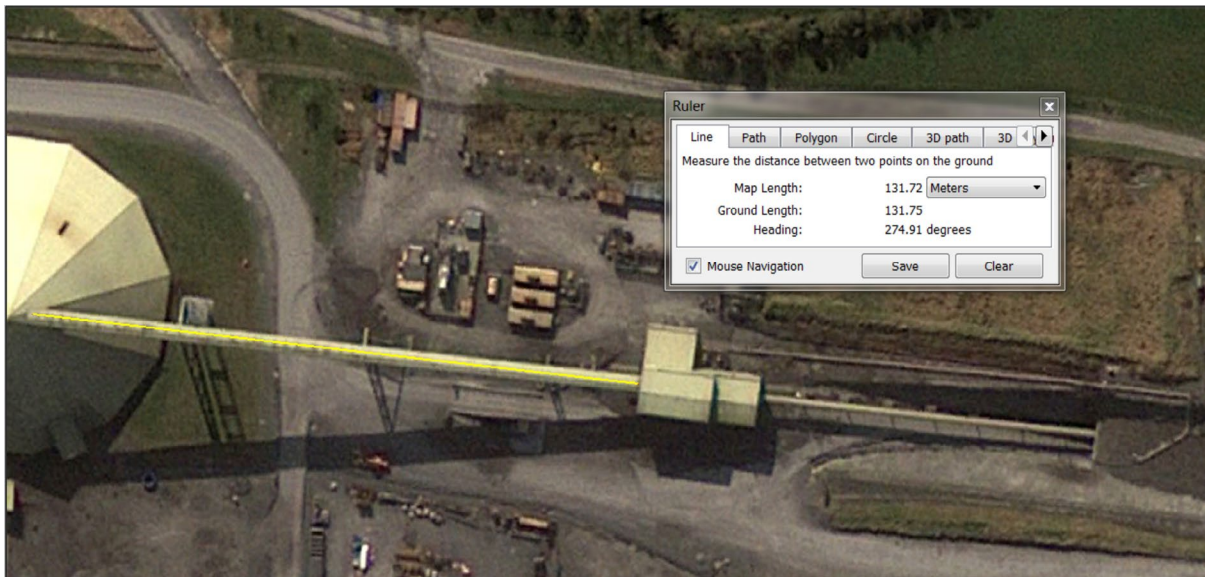 Ruler
Line Path Polygon Circle 3D path 3D
Measure the distance between two points on the ground
Map Length: 131.72 Meters
Ground Length: 131.75
Heading: 274.91 degrees
Mouse Navigation Save Clear